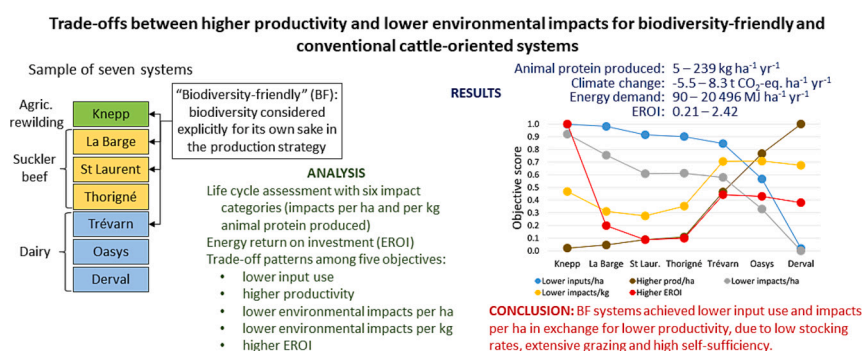 Trade-offs between higher productivity and lower environmental impacts for biodiversity-friendly and
conventional cattle-oriented systems
Sample of seven systems
Agric.
rewilding
Suckler
beef
Dairy
Knepp
La Barge
St Laurent
Thorigné
Trévarn
Oasys
Derval
“Biodiversity-friendly” (BF):
biodiversity considered
explicitly for its own sake in
the production strategy
ANALYSIS
Life cycle assessment with six impact
categories (impacts per ha and per kg
animal protein produced)
Energy return on investment (EROI)
Trade-off patterns among five objectives:
• lower input use
• higher productivity
• lower environmental impacts per ha
• lower environmental impacts per kg
• higher EROI
RESULTS
Animal protein produced: 5 – 239 kg ha⁻¹ yr⁻¹
Climate change: -5.5 – 8.3 t CO₂-eq. ha⁻¹ yr⁻¹
Energy demand: 90 – 20 496 MJ ha⁻¹ yr⁻¹
EROI: 0.21 – 2.42
Objective score
1.0
0.9
0.8
0.7
0.6
0.5
0.4
0.3
0.2
0.1
0.0
Knepp La Barge St Laur. Thorigné Trévarn Oasys Derval
Lower inputs/ha Higher prod/ha Lower impacts/ha
Lower impacts/kg Higher EROI
CONCLUSION: BF systems achieved lower input use and impacts
per ha in exchange for lower productivity, due to low stocking
rates, extensive grazing and high self-sufficiency.